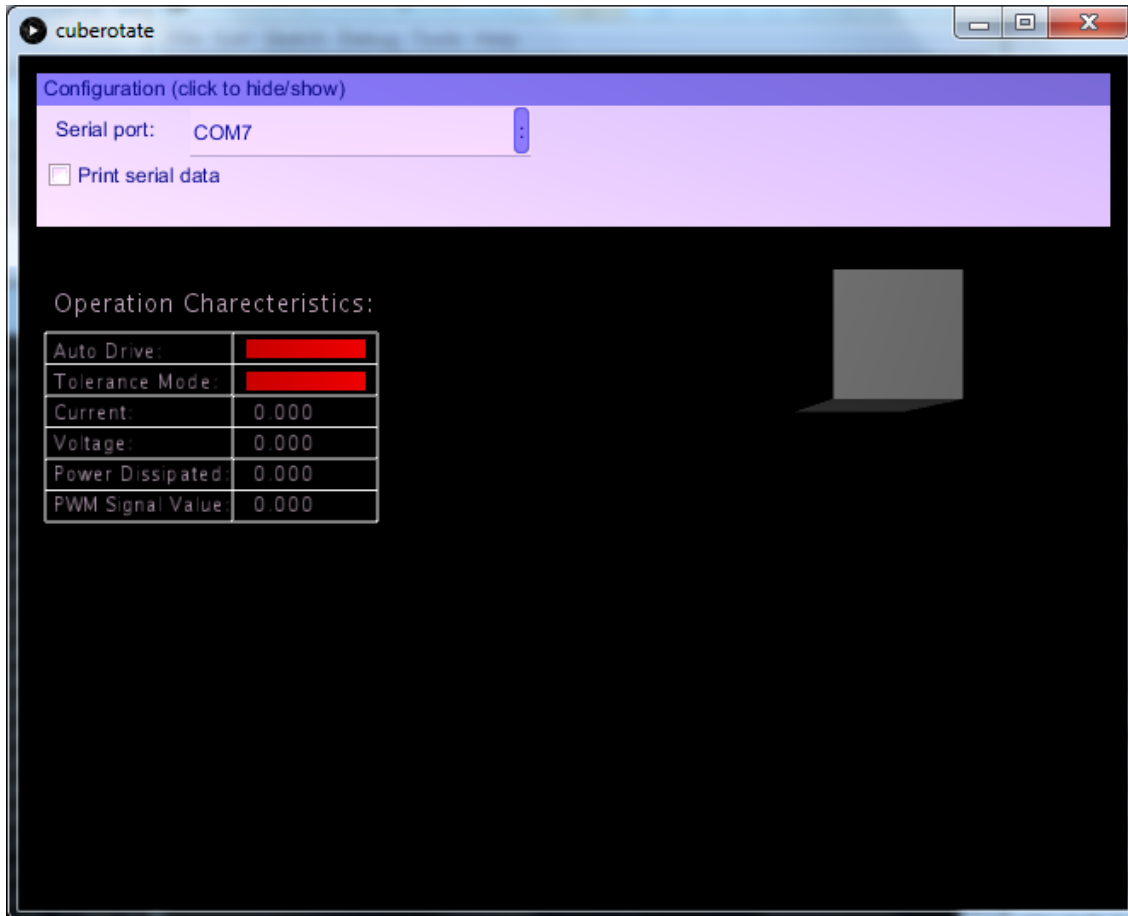 cuberotate
Configuration (click to hide/show)
Serial port: COM7 :
Print serial data
Operation Charecteristics:
Auto Drive:
Tolerance Mode:
Current: 0.000
Voltage: 0.000
Power Dissipated: 0.000
PWM Signal Value: 0.000